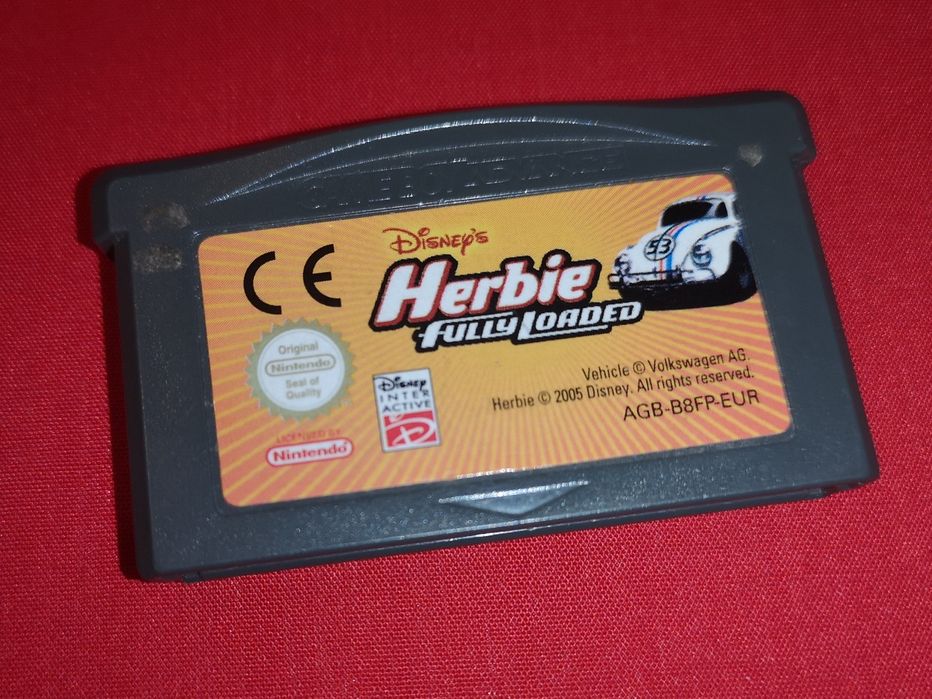 GAME BOY ADVANCE
CE
Disney's
Herbie
FULLY LOADED
53
Original
Nintendo
Seal of
Quality
LICENSED BY
Nintendo
Disney
INTER
ACTIVE
D
Vehicle © Volkswagen AG.
Herbie © 2005 Disney. All rights reserved.
AGB-B8FP-EUR